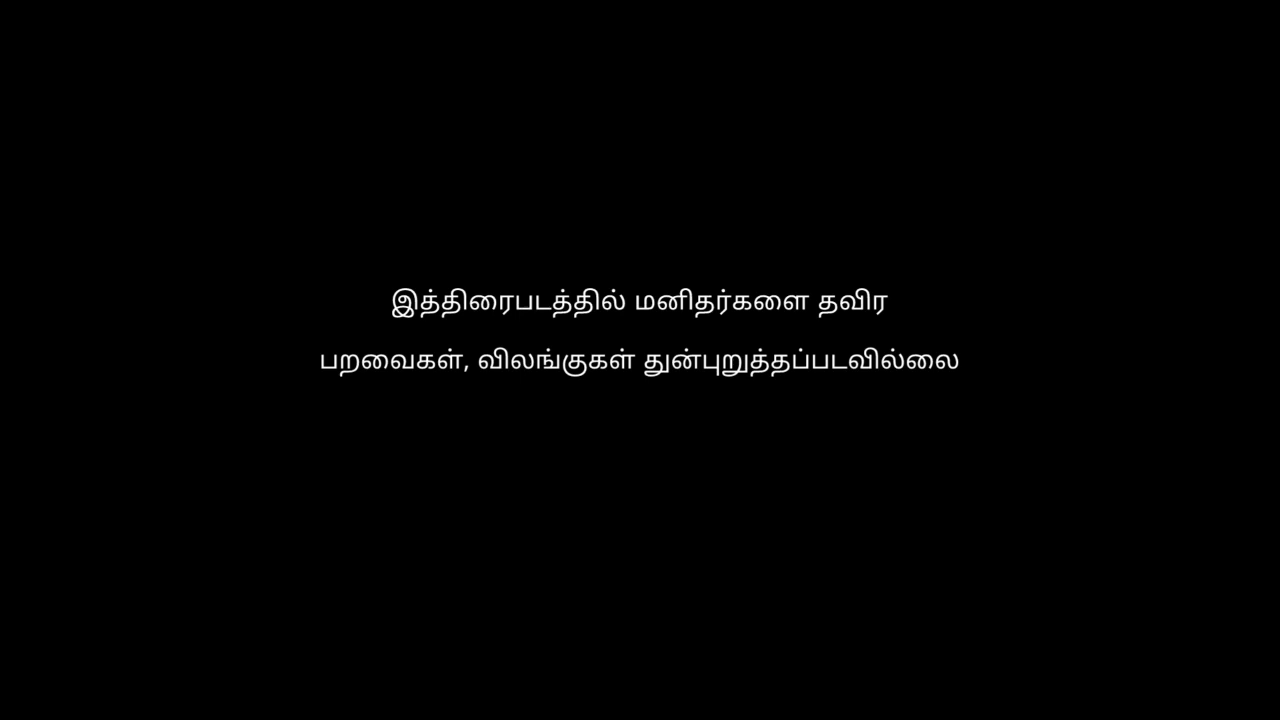 இத்திரைபடத்தில் மனிதர்களை தவிர
பறவைகள், விலங்குகள் துன்புறுத்தப்படவில்லை